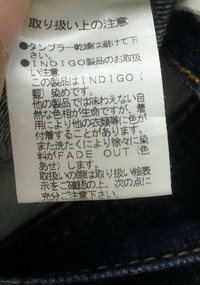 取り扱い上の注意
●タンブラー乾燥は避けて下
さい。
●INDIGO製品のお取扱
い注意
この製品はINDIGO(
藍)染めです。
他の製品では味わえない自
然な色相が生命ですが、着
用により他の衣類等に色が
付着することがあります。
また洗たくにより徐々に染
料がFADE OUT(色
あせ)します。
取扱いの際は取り扱い絵表
示をご確認の上、次の点に
充分ご注意下さい。